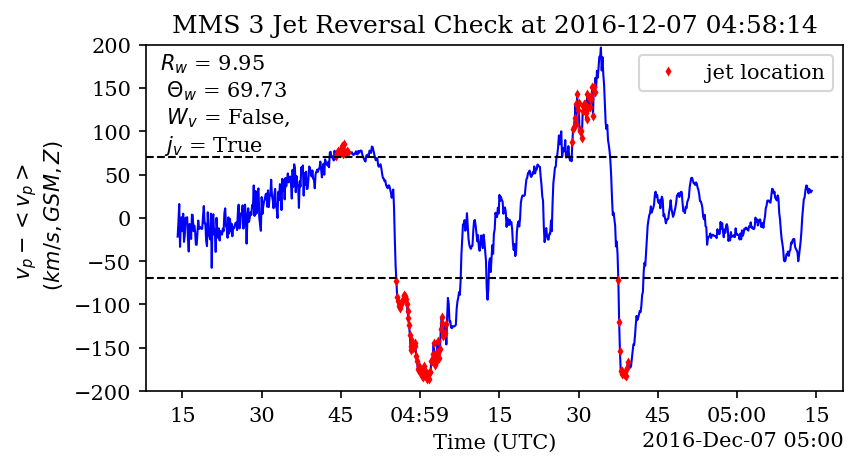 MMS 3 Jet Reversal Check at 2016-12-07 04:58:14
200
150
100
50
0
−50
−100
−150
−200
v_p − <v_p>
(km/s, GSM, Z)
R_w = 9.95
Θ_w = 69.73
W_v = False,
j_v = True
jet location
15 30 45 04:59 15 30 45 05:00 15
Time (UTC)
2016-Dec-07 05:00